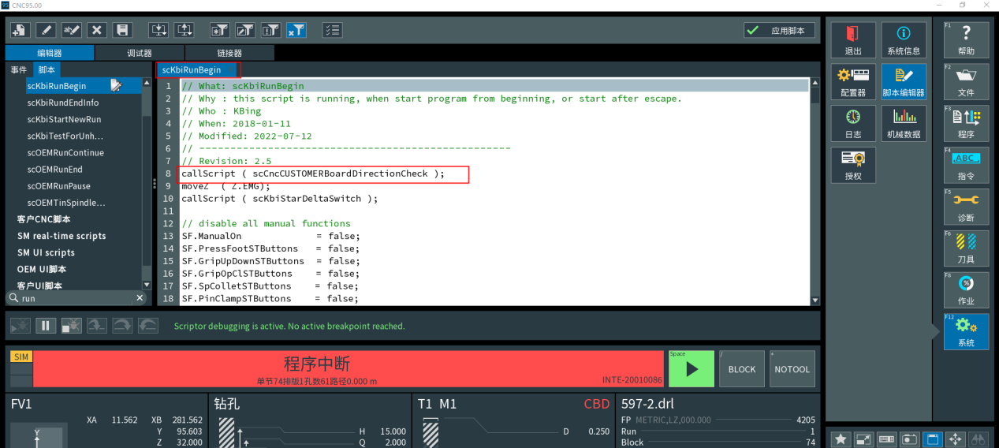 95 CNC95.00
应用脚本
编辑器
调试器
链接器
事件
脚本
scKbiRunBegin
scKbiRundEndInfo
scKbiStartNewRun
scKbiTestForUnh...
scOEMRunContinue
scOEMRunEnd
scOEMRunPause
scOEMTinSpindle...
客户CNC脚本
SM real-time scripts
SM UI scripts
OEM UI脚本
客户UI脚本
run
scKbiRunBegin
1 // What: scKbiRunBegin
2 // Why : this script is running, when start program from beginning, or start after escape.
3 // Who : KBing
4 // When: 2018-01-11
5 // Modified: 2022-07-12
6 // --------------------------------------------------
7 // Revision: 2.5
8 callScript ( scCncCUSTOMERBoardDirectionCheck );
9 moveZ ( Z.EMG);
10 callScript ( scKbiStarDeltaSwitch );
11
12 // disable all manual functions
13 SF.ManualOn = false;
14 SF.PressFootSTButtons = false;
15 SF.GripUpDownSTButtons = false;
16 SF.GripOpClSTButtons = false;
17 SF.SpColletSTButtons = false;
18 SF.PinClampSTButtons = false;
Scriptor debugging is active. No active breakpoint reached.
SIM
程序中断
单节74排版1孔数61路径0.000 m
INTE-20010086
Space
/
BLOCK
*
NOTOOL
FV1
XA 11.562 XB 281.562
Y 95.603
Z 32.000
Y
钻孔
H 15.000
Q 2.000
T1 M1
CBD
D 0.250
597-2.drl
FP METRIC,LZ,000.000 4205
Run 1
Block 74
退出
系统信息
配置器
脚本编辑器
日志
机械数据
授权
F1
帮助
F2
文件
F3
程序
F4
.ABC..
指令
F5
诊断
F6
刀具
F8
作业
F12
系统